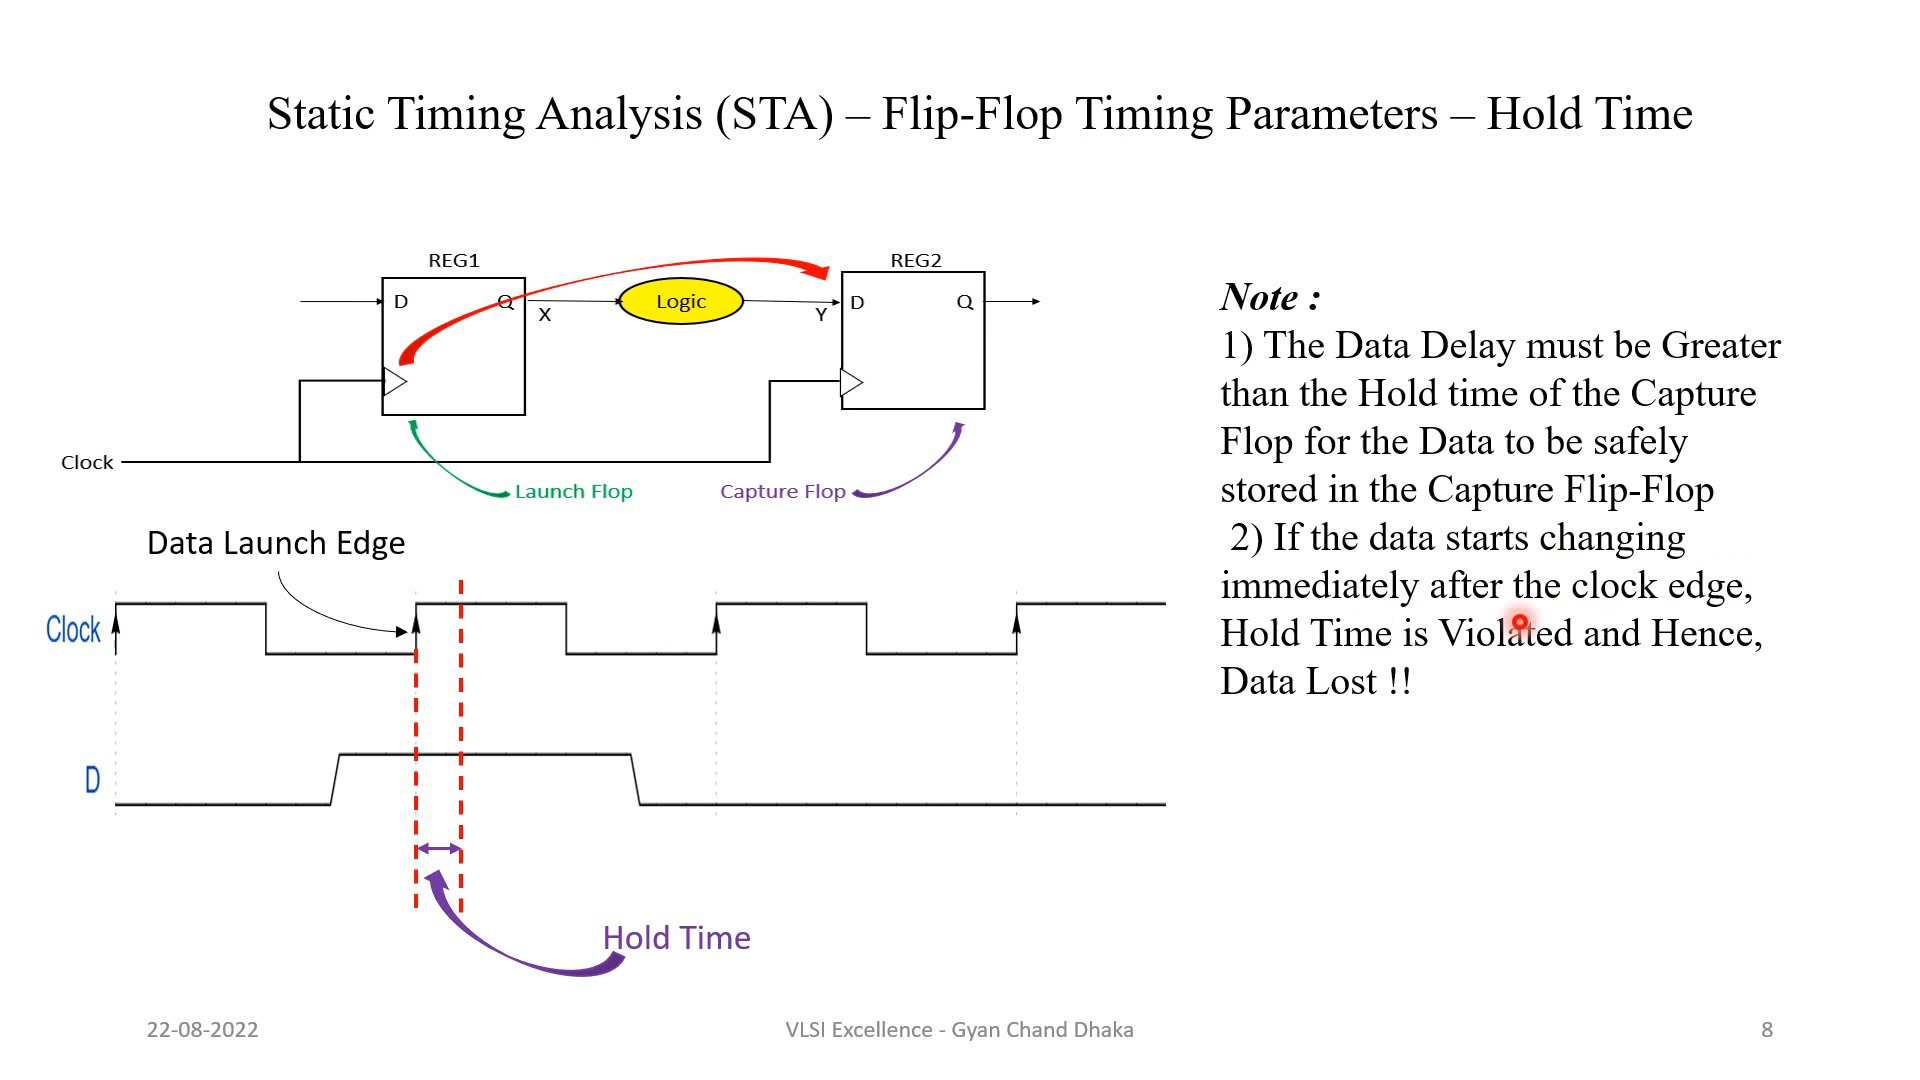 Static Timing Analysis (STA) – Flip-Flop Timing Parameters – Hold Time
REG1
REG2
D
Q
X
Logic
Y
D
Q
Clock
Launch Flop
Capture Flop
Data Launch Edge
Clock
D
Hold Time
Note :
1) The Data Delay must be Greater
than the Hold time of the Capture
Flop for the Data to be safely
stored in the Capture Flip-Flop
2) If the data starts changing
immediately after the clock edge,
Hold Time is Violated and Hence,
Data Lost !!
22-08-2022
VLSI Excellence - Gyan Chand Dhaka
8